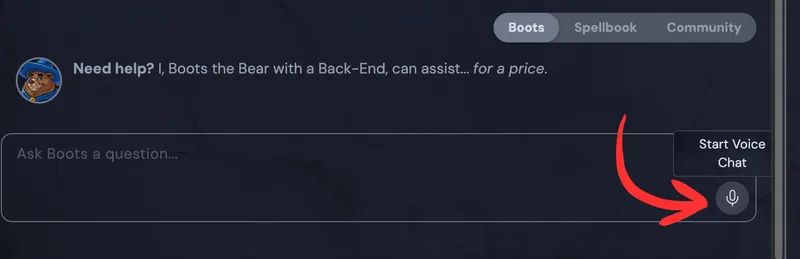 Boots Spellbook Community
Need help? I, Boots the Bear with a Back-End, can assist... for a price.
Ask Boots a question...
Start Voice
Chat